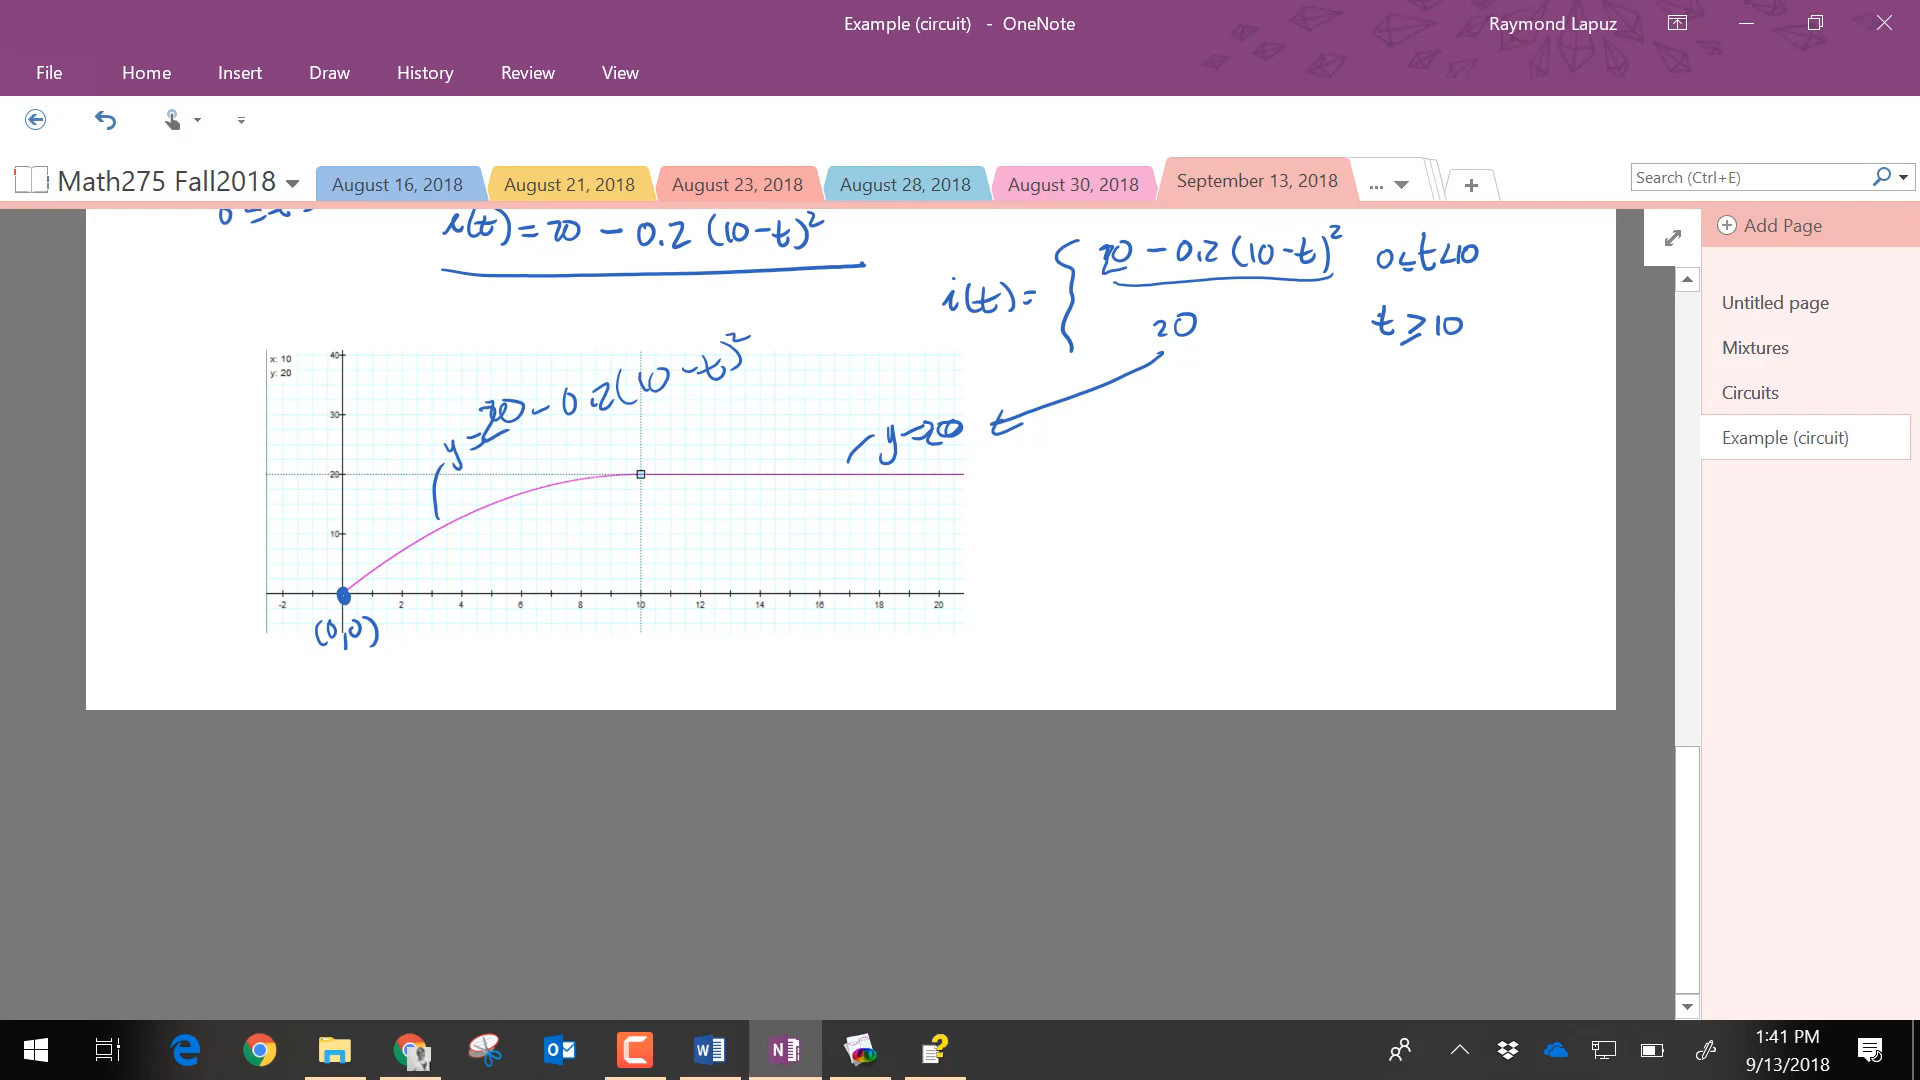 Example (circuit) - OneNote
Raymond Lapuz
File Home Insert Draw History Review View
Math275 Fall2018
August 16, 2018
August 21, 2018
August 23, 2018
August 28, 2018
August 30, 2018
September 13, 2018
...
Search (Ctrl+E)
Add Page
Untitled page
Mixtures
Circuits
Example (circuit)
i(t) = 20 - 0.2 (10-t)²
i(t) = { 20 - 0.2 (10-t)² 0 ≤ t < 10
20 t ≥ 10
x: 10
y: 20
40
30
20
10
y = 20 - 0.2(10-t)²
y = 20
-2 2 4 6 8 10 12 14 16 18 20
(0,0)
1:41 PM
9/13/2018